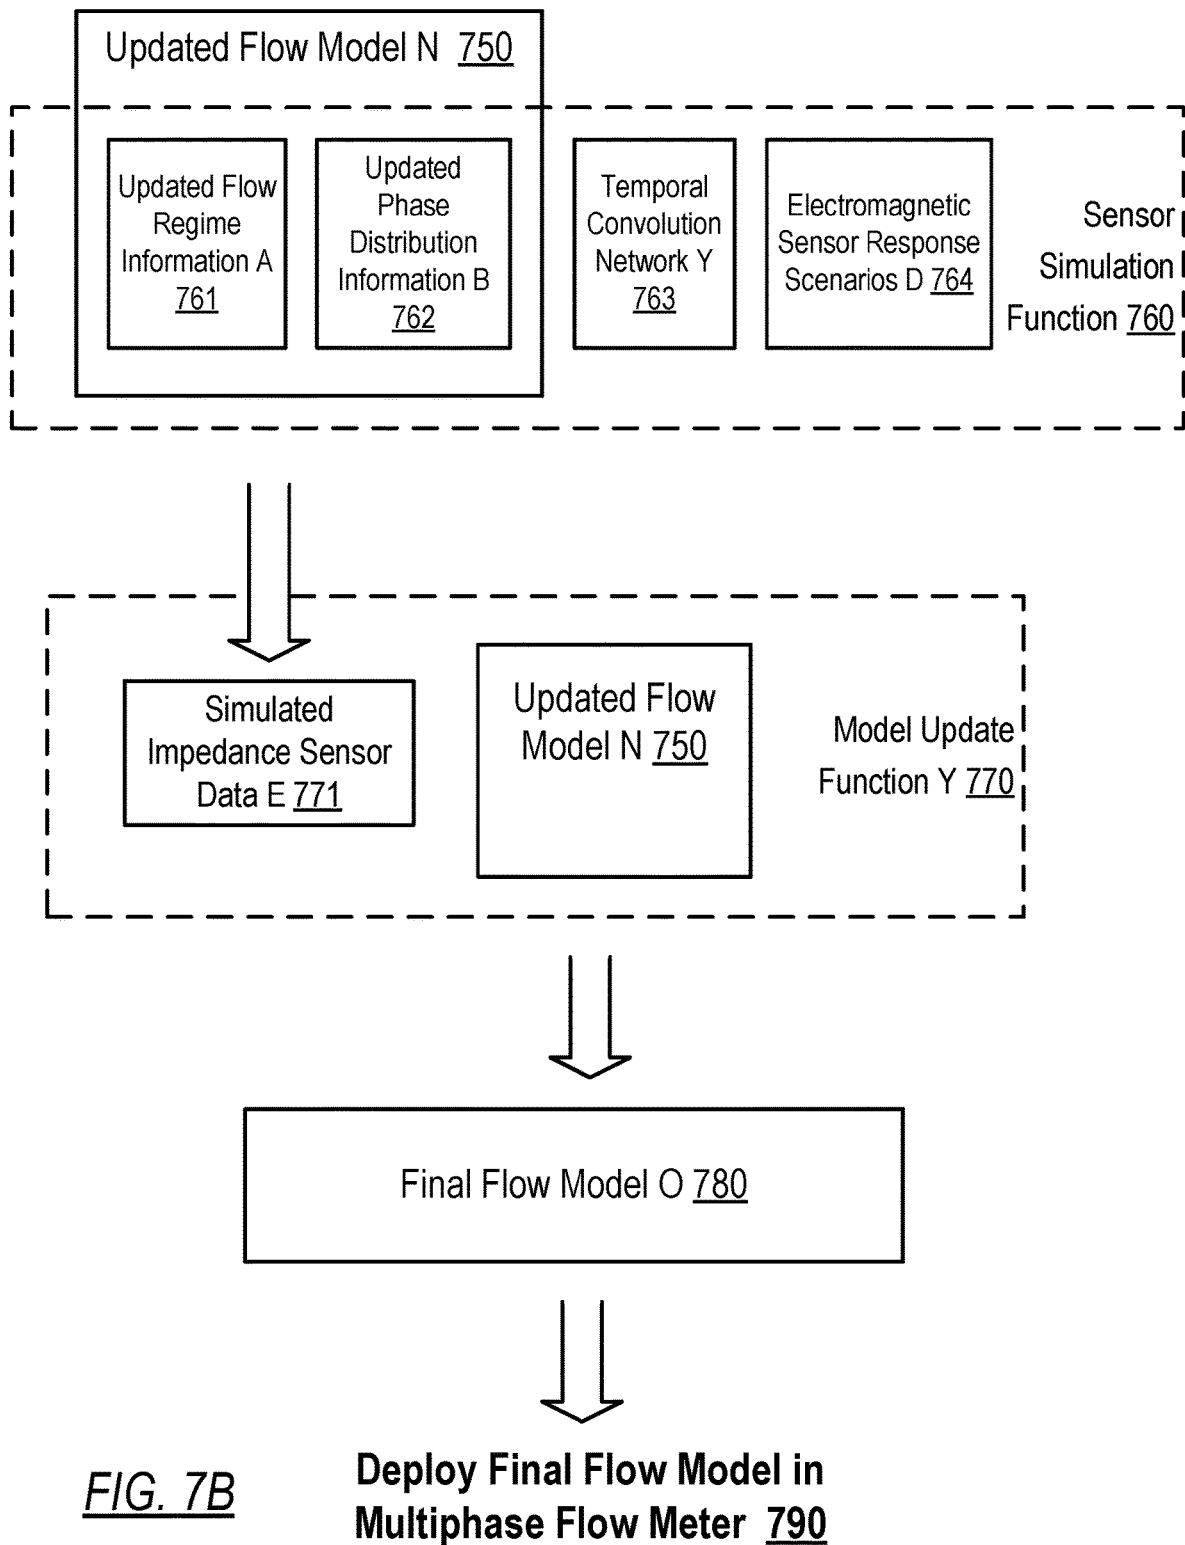 Updated Flow Model N 750
Updated Flow
Regime
Information A
761
Updated
Phase
Distribution
Information B
762
Temporal
Convolution
Network Y
763
Electromagnetic
Sensor Response
Scenarios D 764
Sensor
Simulation
Function 760
Simulated
Impedance Sensor
Data E 771
Updated Flow
Model N 750
Model Update
Function Y 770
Final Flow Model O 780
Deploy Final Flow Model in
Multiphase Flow Meter 790
FIG. 7B